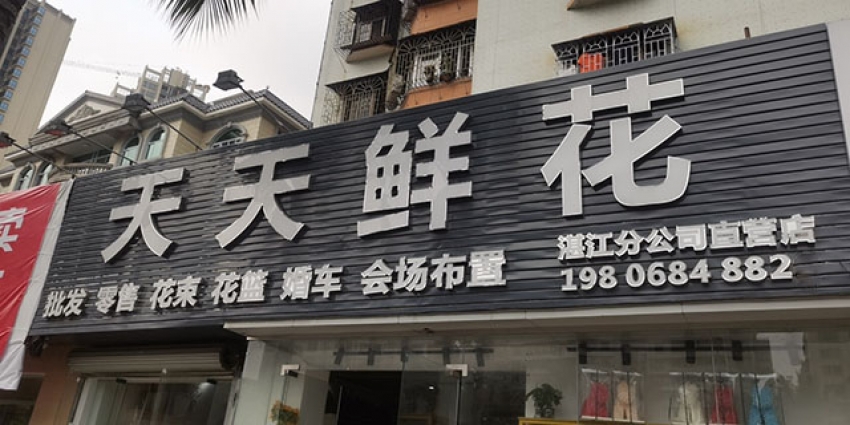 天天鲜花
批发 零售 花束 花篮 婚车 会场布置
湛江分公司直营店
198 0684 882
卖